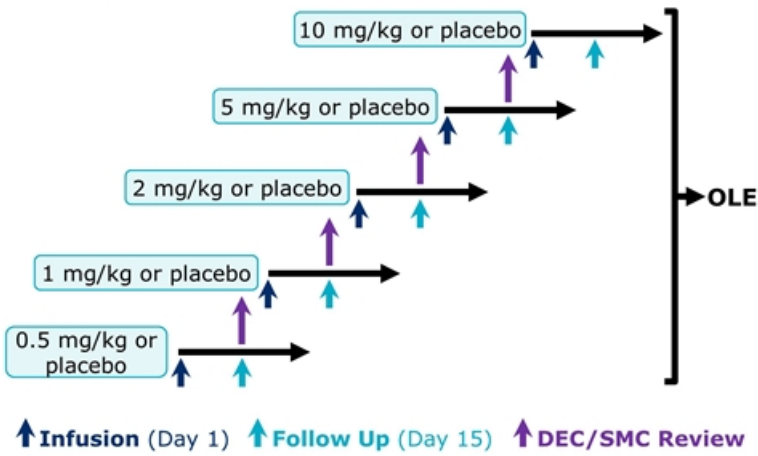 10 mg/kg or placebo
5 mg/kg or placebo
2 mg/kg or placebo
OLE
1 mg/kg or placebo
0.5 mg/kg or
placebo
Infusion (Day 1) Follow Up (Day 15) DEC/SMC Review